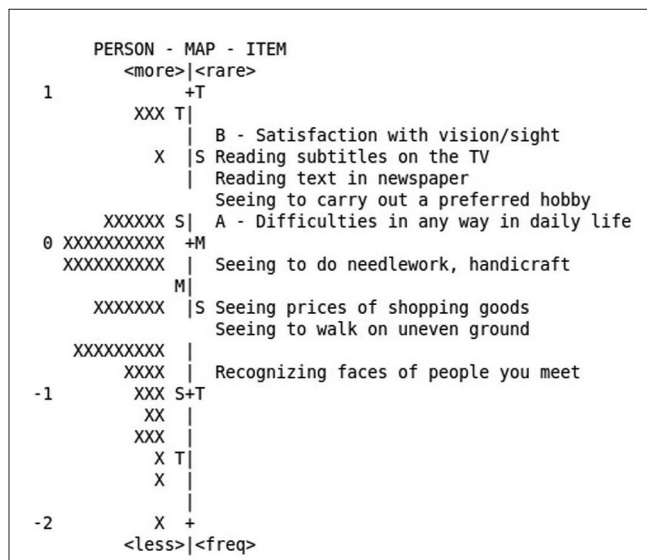 PERSON - MAP - ITEM
<more>|<rare>
1 +T
XXX T|
| B - Satisfaction with vision/sight
X |S Reading subtitles on the TV
| Reading text in newspaper
Seeing to carry out a preferred hobby
XXXXXX S| A - Difficulties in any way in daily life
0 XXXXXXXXXX +M
XXXXXXXXXX | Seeing to do needlework, handicraft
M|
XXXXXXX |S Seeing prices of shopping goods
Seeing to walk on uneven ground
XXXXXXXXX |
XXXX | Recognizing faces of people you meet
-1 XXX S+T
XX |
XXX |
X T|
X |
|
-2 X +
<less>|<freq>